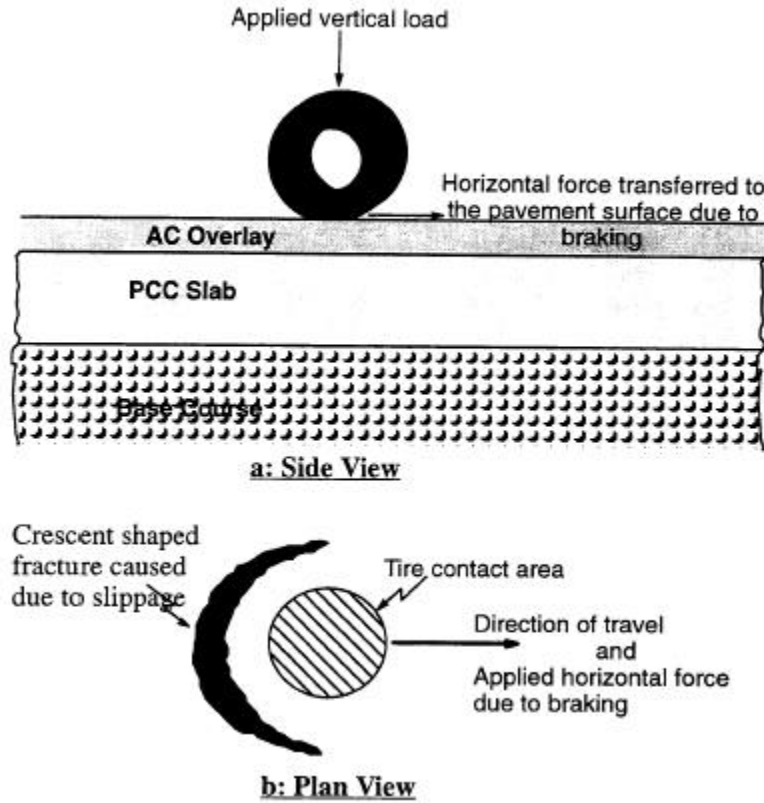 Applied vertical load
Horizontal force transferred to
the pavement surface due to
braking
AC Overlay
PCC Slab
Base Course
a: Side View
Crescent shaped
fracture caused
due to slippage
Tire contact area
Direction of travel
and
Applied horizontal force
due to braking
b: Plan View